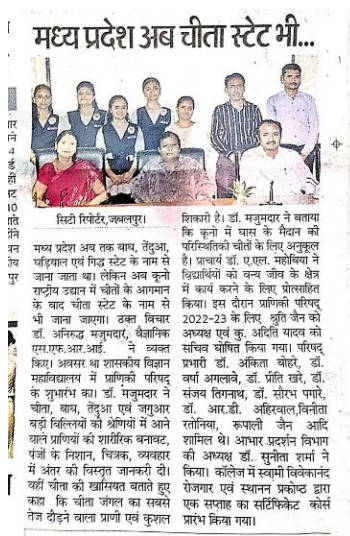 मध्य प्रदेश अब चीता स्टेट भी...
सिटी रिपोर्टर,जबलपुर।
मध्य प्रदेश अब तक बाघ, तेंदुआ,
घड़ियाल एवं गिद्ध स्टेट के नाम से
जाना जाता था। लेकिन अब कूनो
राष्ट्रीय उद्यान में चीतों के आगमन
के बाद चीता स्टेट के नाम से
भी जाना जाएगा। उक्त विचार
डॉ. अनिरुद्ध मजुमदार, वैज्ञानिक
एस.एफ.आर.आई. ने व्यक्त
किए। अवसर था शासकीय विज्ञान
महाविद्यालय में प्राणिकी परिषद्
के शुभारंभ का। डॉ. मजूमदार ने
चीता, बाघ, तेंदुआ एवं जगुआर
बड़ी बिल्लियों की श्रेणियों में आने
वाले प्राणियों की शारीरिक बनावट,
पंजों के निशान, चित्रक, व्यवहार
में अंतर की विस्तृत जानकारी दी।
वहीं चीता की खासियत बताते हुए
कहा कि चीता जंगल का सबसे
तेज दौड़ने वाला प्राणी एवं कुशल
शिकारी है। डॉ. मजुमदार ने बताया
कि कूनो में घास के मैदान की
परिस्थितिकी चीतों के लिए अनुकूल
है। प्राचार्य डॉ. ए.एल. महोबिया ने
विद्यार्थियों को वन्य जीव के क्षेत्र
में कार्य करने के लिए प्रोत्साहित
किया। इस दौरान प्राणिकी परिषद्
2022-23 के लिए श्रुति जैन को
अध्यक्ष एवं कु. अदिति यादव को
सचिव घोषित किया गया। परिषद्
प्रभारी डॉ. अंकिता बोहरे, डॉ.
वर्षा अगलावे, डॉ. प्रीति खरे, डॉ.
संजय तिगनाथ, डॉ. सौरभ पगारे,
डॉ. आर.डी. अहिरवाल,विनीता
रतोनिया, रूपाली जैन आदि
शामिल थे। आभार प्रदर्शन विभाग
की अध्यक्ष डॉ. सुनीता शर्मा ने
किया। कॉलेज में स्वामी विवेकानंद
रोजगार एवं स्थानन प्रकोष्ठ द्वारा
एक सप्ताह का सर्टिफिकेट कोर्स
प्रारंभ किया गया।